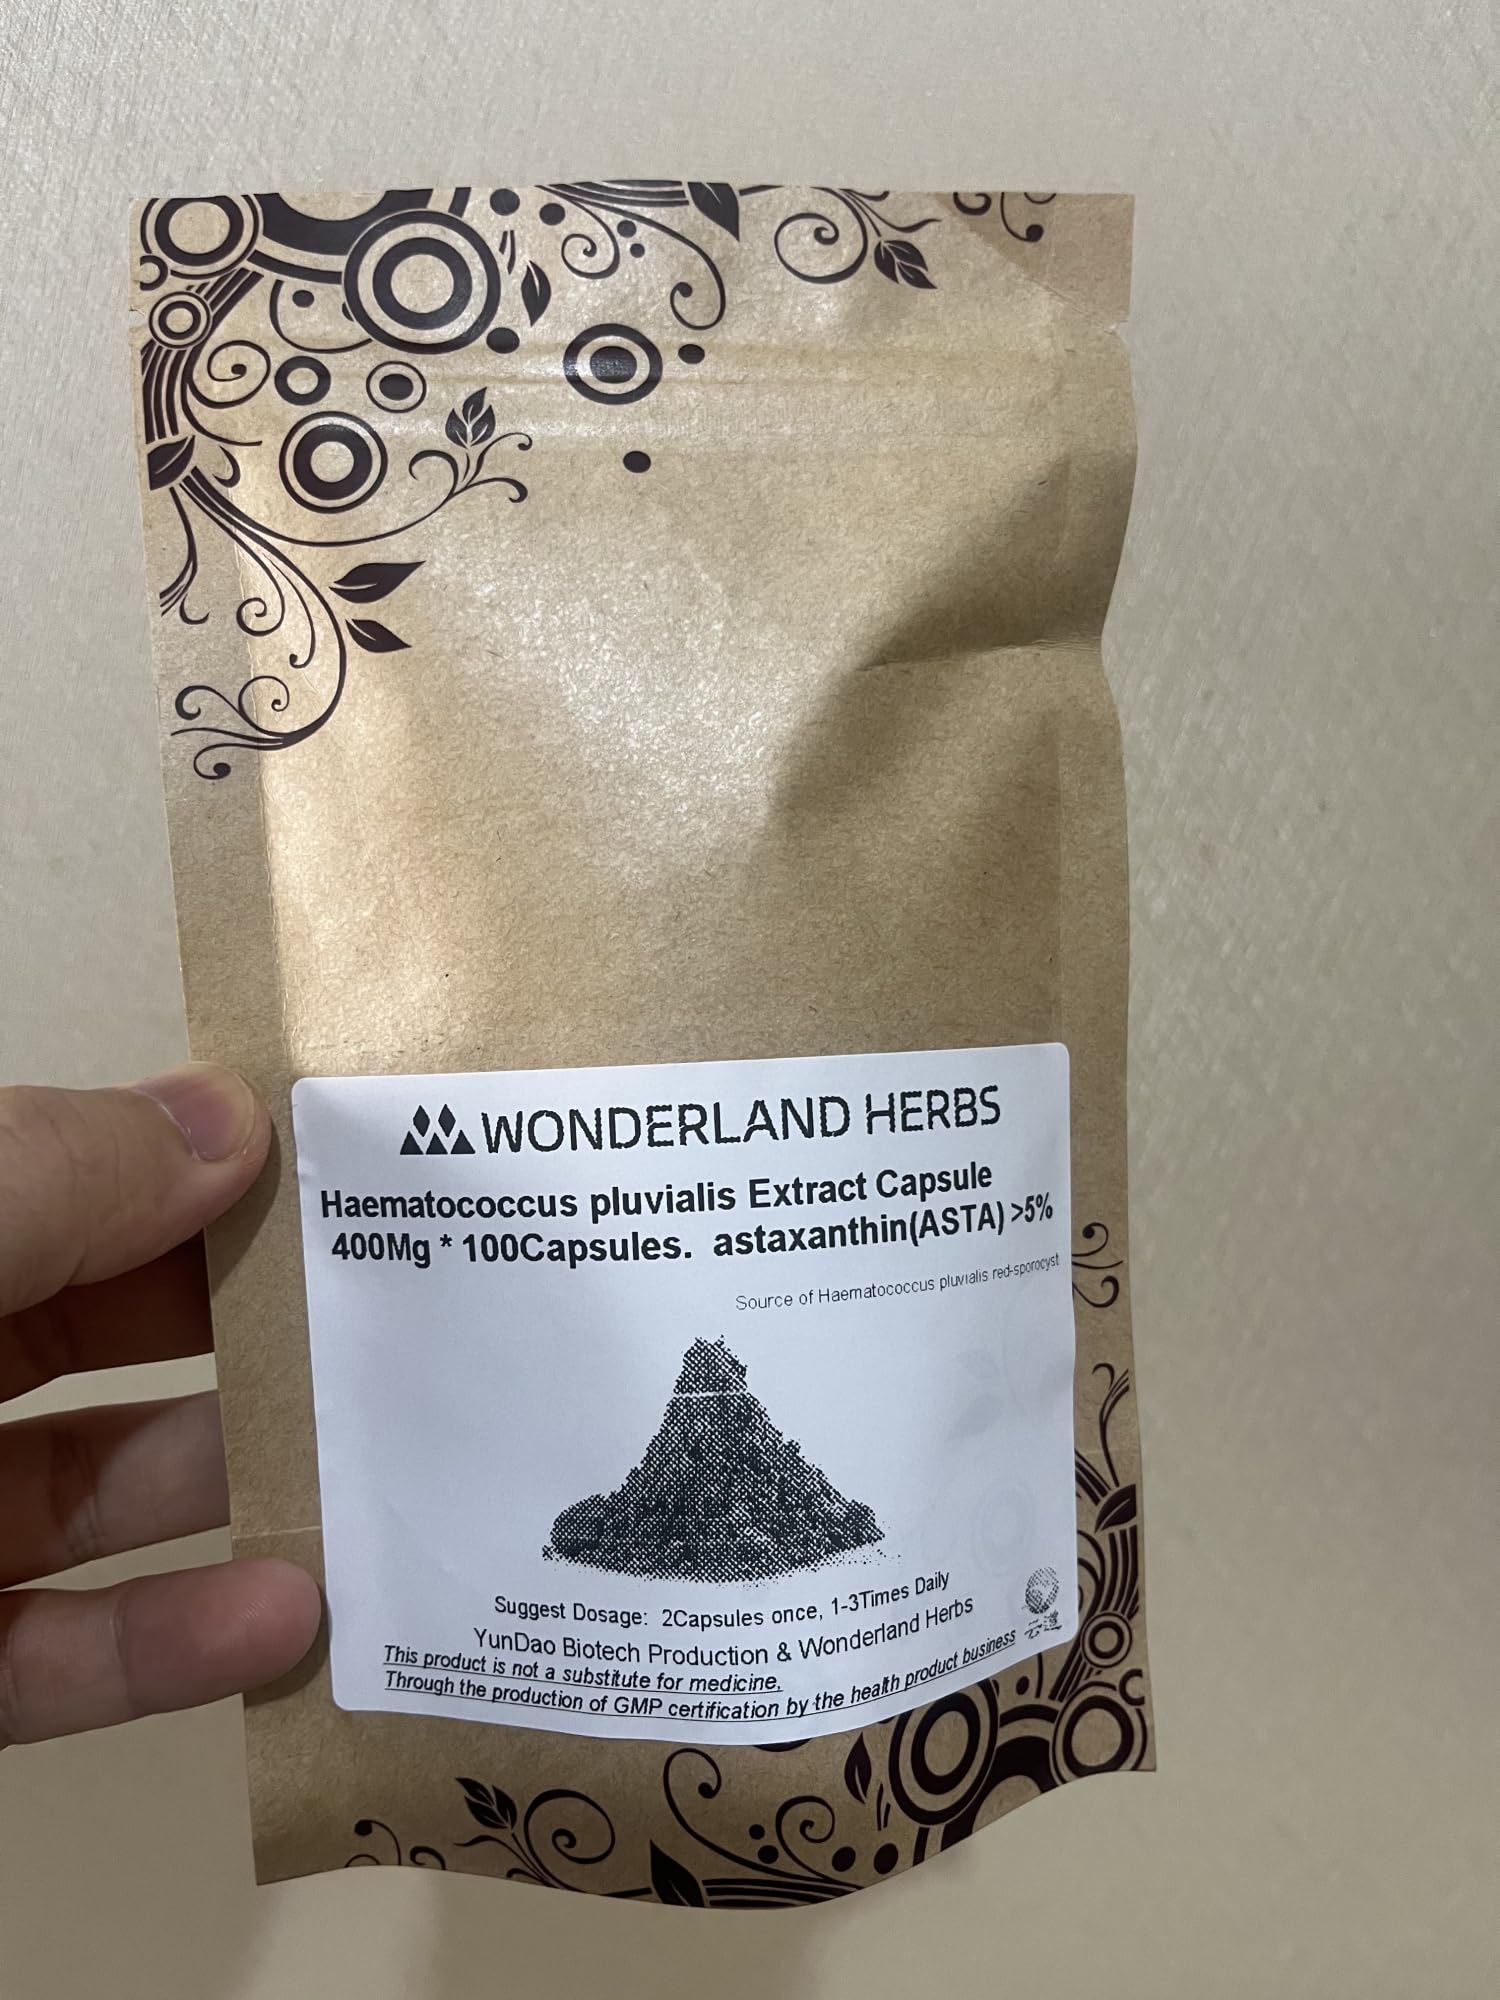 WONDERLAND HERBS
Haematococcus pluvialis Extract Capsule
400Mg * 100Capsules. astaxanthin(ASTA) >5%
Source of Haematococcus pluvialis red-sporocyst
Suggest Dosage: 2Capsules once, 1-3Times Daily
YunDao Biotech Production & Wonderland Herbs
This product is not a substitute for medicine,
Through the production of GMP certification by the health product business